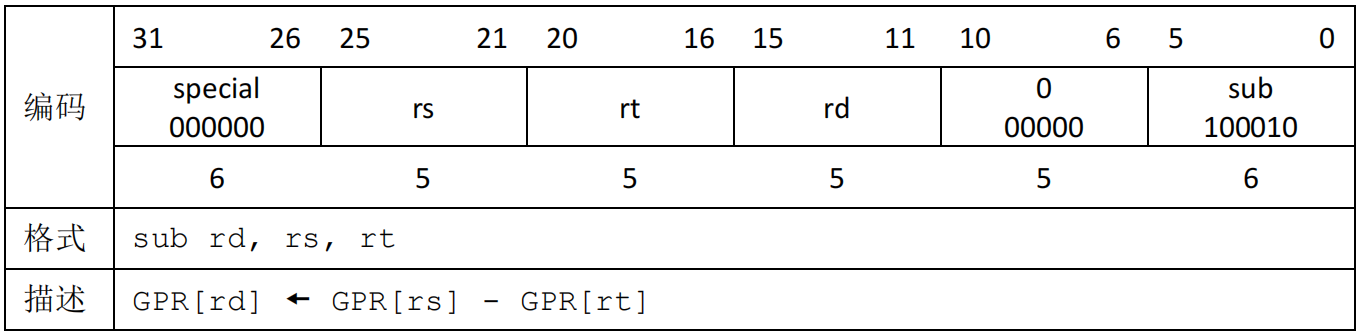 编码
31 26 25 21 20 16 15 11 10 6 5 0
special 000000 rs rt rd 0 00000 sub 100010
6 5 5 5 5 6
格式 sub rd, rs, rt
描述 GPR[rd] ← GPR[rs] - GPR[rt]